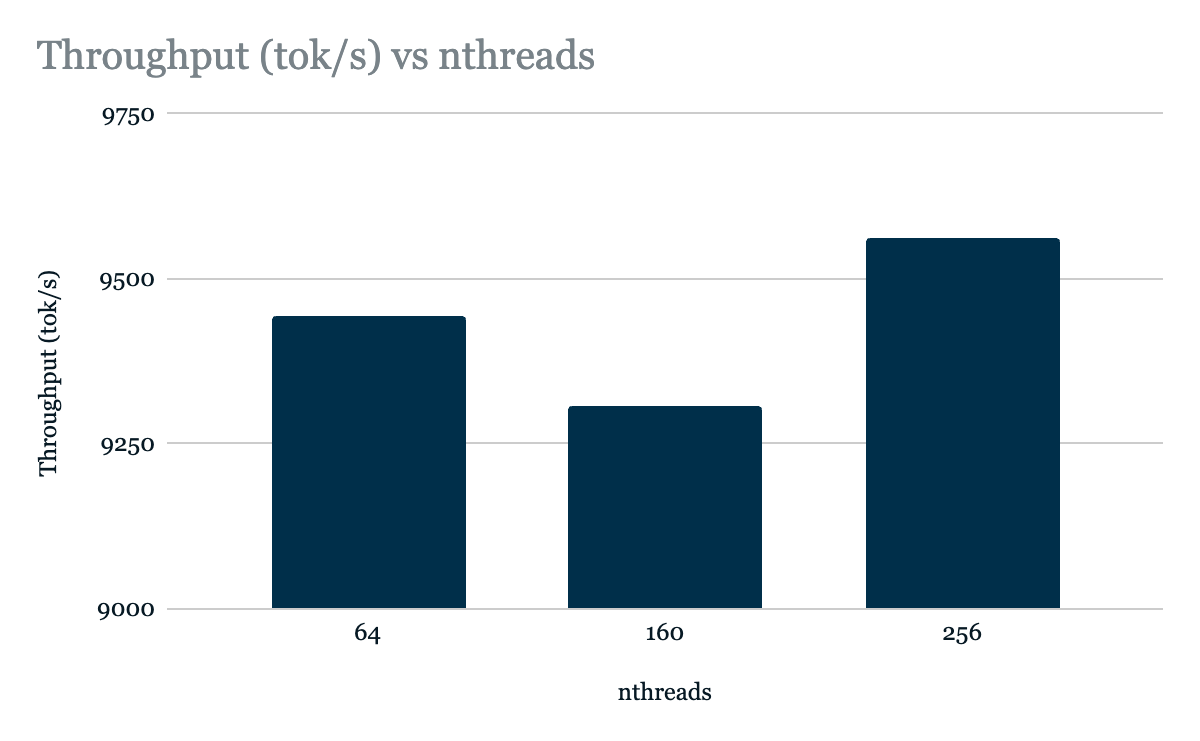 Throughput (tok/s) vs nthreads
9750
9500
9250
9000
Throughput (tok/s)
64 160 256
nthreads